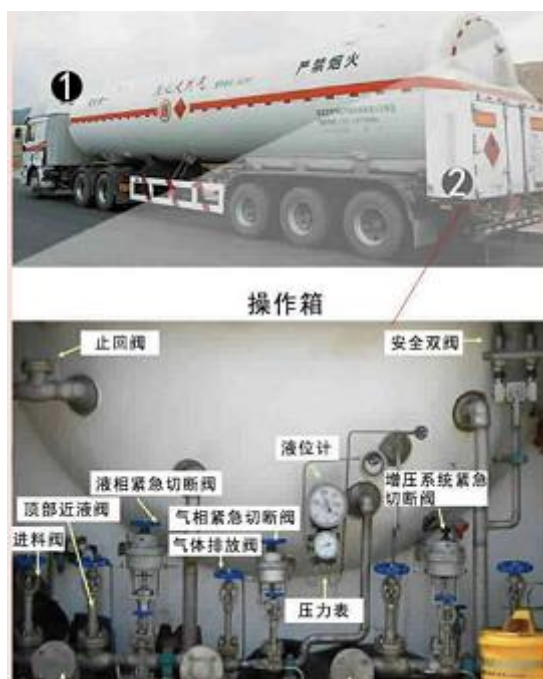 1
严禁烟火
2
操作箱
止回阀
安全双阀
液位计
液相紧急切断阀
增压系统紧急
切断阀
顶部近液阀
气相紧急切断阀
进料阀
气体排放阀
压力表